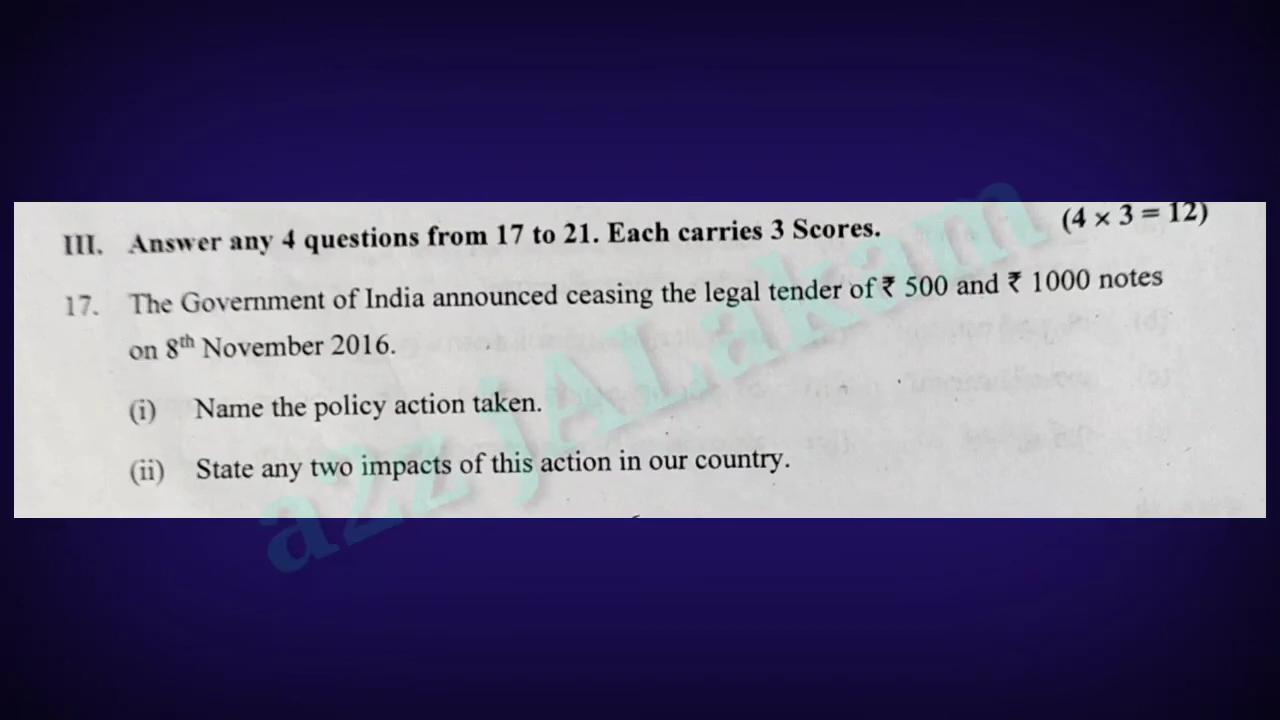 III. Answer any 4 questions from 17 to 21. Each carries 3 Scores. (4 × 3 = 12)
17. The Government of India announced ceasing the legal tender of ₹ 500 and ₹ 1000 notes
on 8th November 2016.
(i) Name the policy action taken.
(ii) State any two impacts of this action in our country.
a2z jALakam